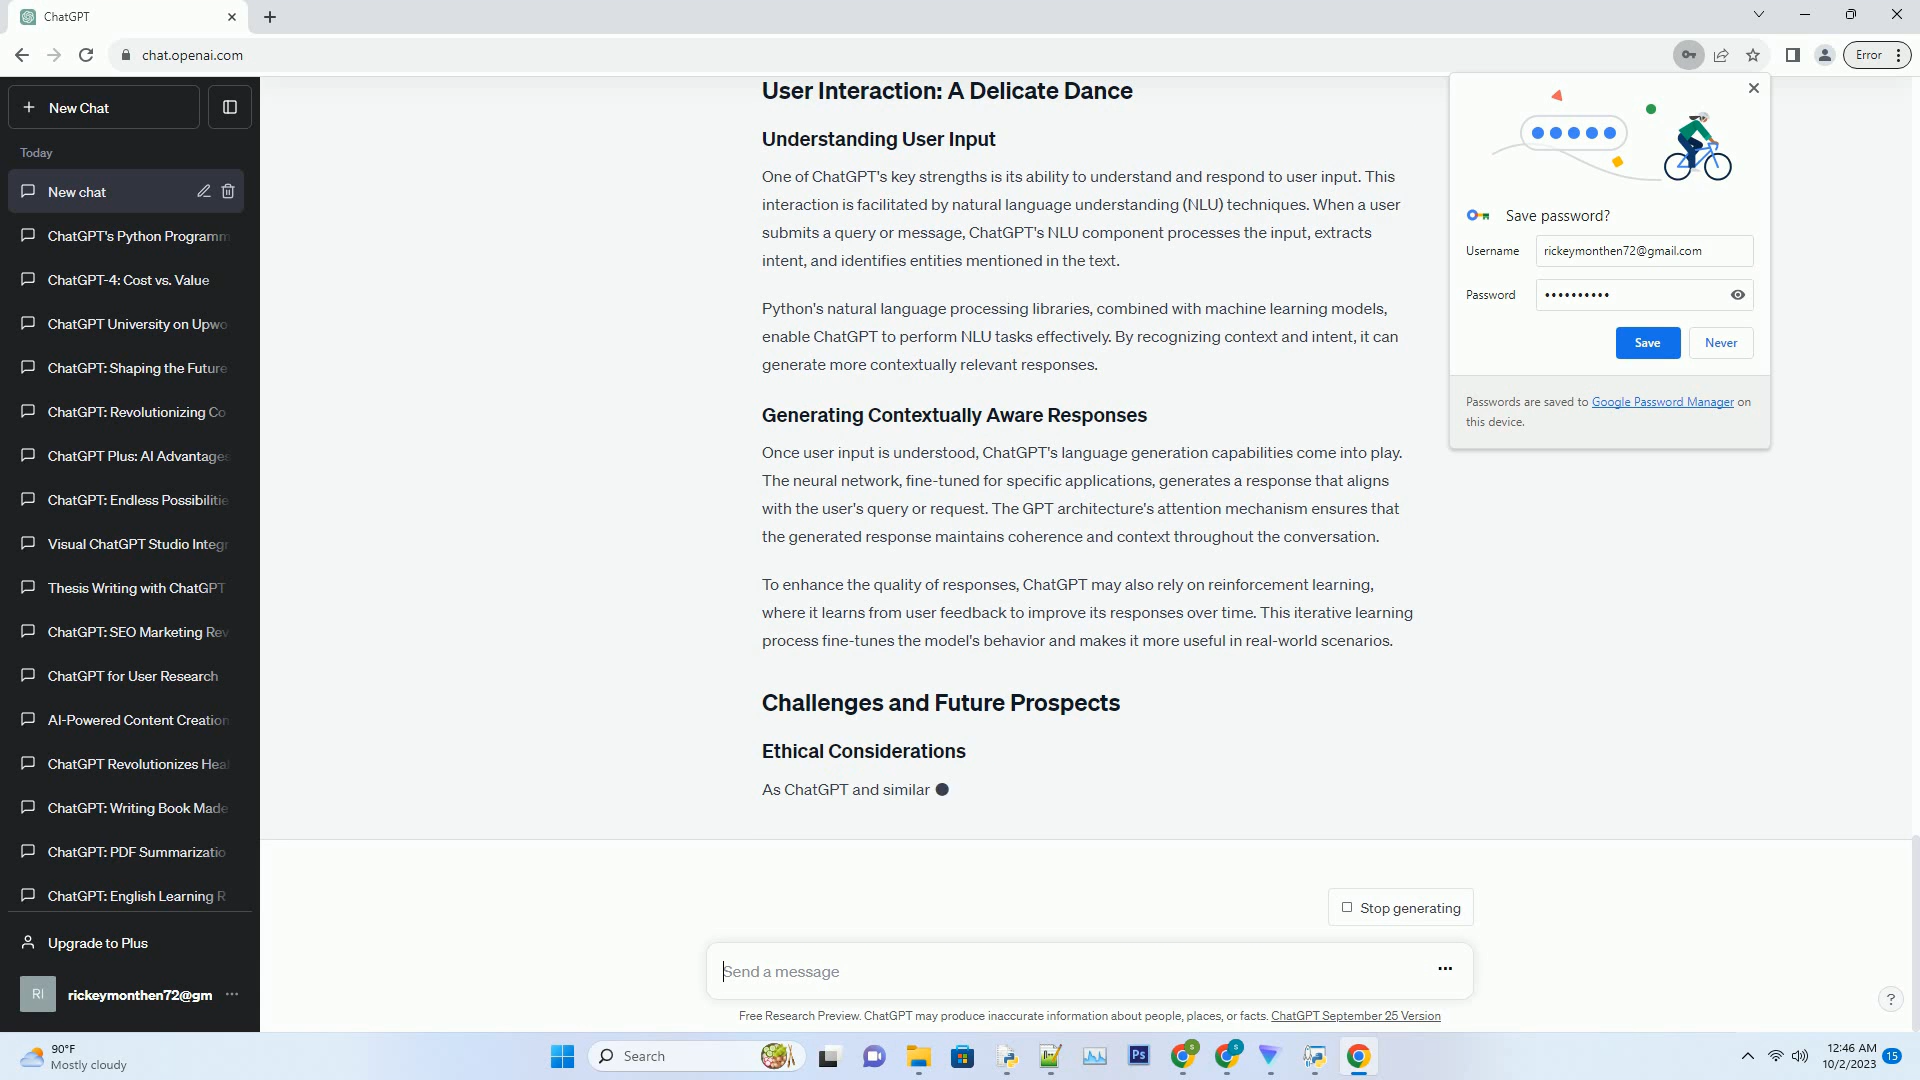 ChatGPT
chat.openai.com
Error
New Chat
Today
New chat
ChatGPT's Python Programm
ChatGPT-4: Cost vs. Value
ChatGPT University on Upwo
ChatGPT: Shaping the Future
ChatGPT: Revolutionizing Co
ChatGPT Plus: AI Advantages
ChatGPT: Endless Possibilitie
Visual ChatGPT Studio Integr
Thesis Writing with ChatGPT
ChatGPT: SEO Marketing Rev
ChatGPT for User Research
AI-Powered Content Creation
ChatGPT Revolutionizes Heal
ChatGPT: Writing Book Made
ChatGPT: PDF Summarizatio
ChatGPT: English Learning R
Upgrade to Plus
RI
rickeymonthen72@gm
User Interaction: A Delicate Dance
Understanding User Input
One of ChatGPT's key strengths is its ability to understand and respond to user input. This
interaction is facilitated by natural language understanding (NLU) techniques. When a user
submits a query or message, ChatGPT's NLU component processes the input, extracts
intent, and identifies entities mentioned in the text.
Python's natural language processing libraries, combined with machine learning models,
enable ChatGPT to perform NLU tasks effectively. By recognizing context and intent, it can
generate more contextually relevant responses.
Generating Contextually Aware Responses
Once user input is understood, ChatGPT's language generation capabilities come into play.
The neural network, fine-tuned for specific applications, generates a response that aligns
with the user's query or request. The GPT architecture's attention mechanism ensures that
the generated response maintains coherence and context throughout the conversation.
To enhance the quality of responses, ChatGPT may also rely on reinforcement learning,
where it learns from user feedback to improve its responses over time. This iterative learning
process fine-tunes the model's behavior and makes it more useful in real-world scenarios.
Challenges and Future Prospects
Ethical Considerations
As ChatGPT and similar
Stop generating
Send a message
Free Research Preview. ChatGPT may produce inaccurate information about people, places, or facts. ChatGPT September 25 Version
?
Save password?
Username
rickeymonthen72@gmail.com
Password
Save
Never
Passwords are saved to Google Password Manager on
this device.
90°F
Mostly cloudy
Search
Ps
S
S
12:46 AM
10/2/2023
15